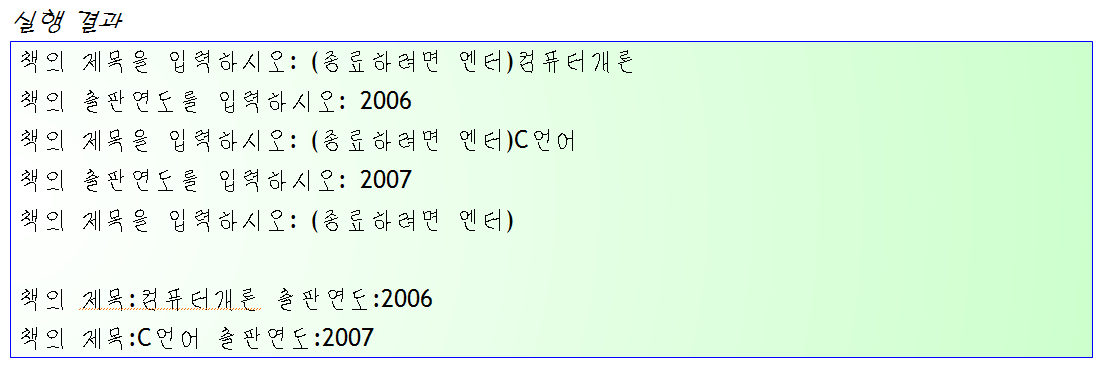 실행 결과
책의 제목을 입력하시오: (종료하려면 엔터)컴퓨터개론
책의 출판연도를 입력하시오: 2006
책의 제목을 입력하시오: (종료하려면 엔터)C언어
책의 출판연도를 입력하시오: 2007
책의 제목을 입력하시오: (종료하려면 엔터)
책의 제목:컴퓨터개론 출판연도:2006
책의 제목:C언어 출판연도:2007